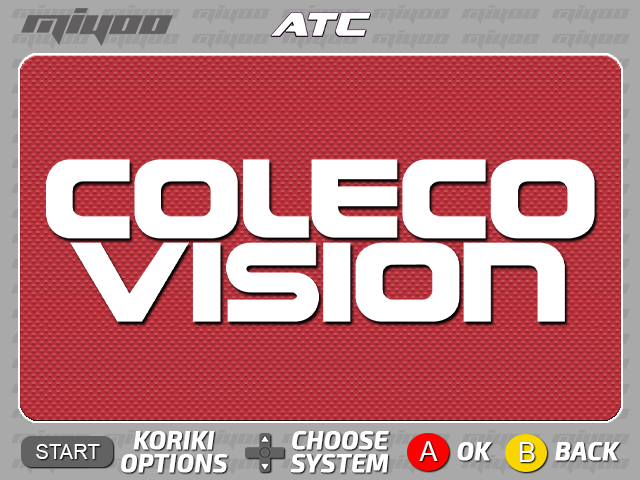 miyoo
ATC
COLECO
VISION
START
KORIKI
OPTIONS
CHOOSE
SYSTEM
A OK
B BACK